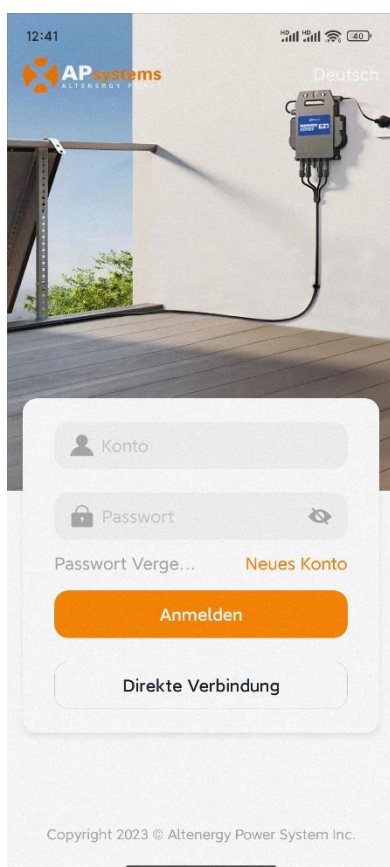 12:41
40
APsystems
ALTENERGY POWER
Deutsch
EZ1
Konto
Passwort
Passwort Verge...
Neues Konto
Anmelden
Direkte Verbindung
Copyright 2023 © Altenergy Power System Inc.